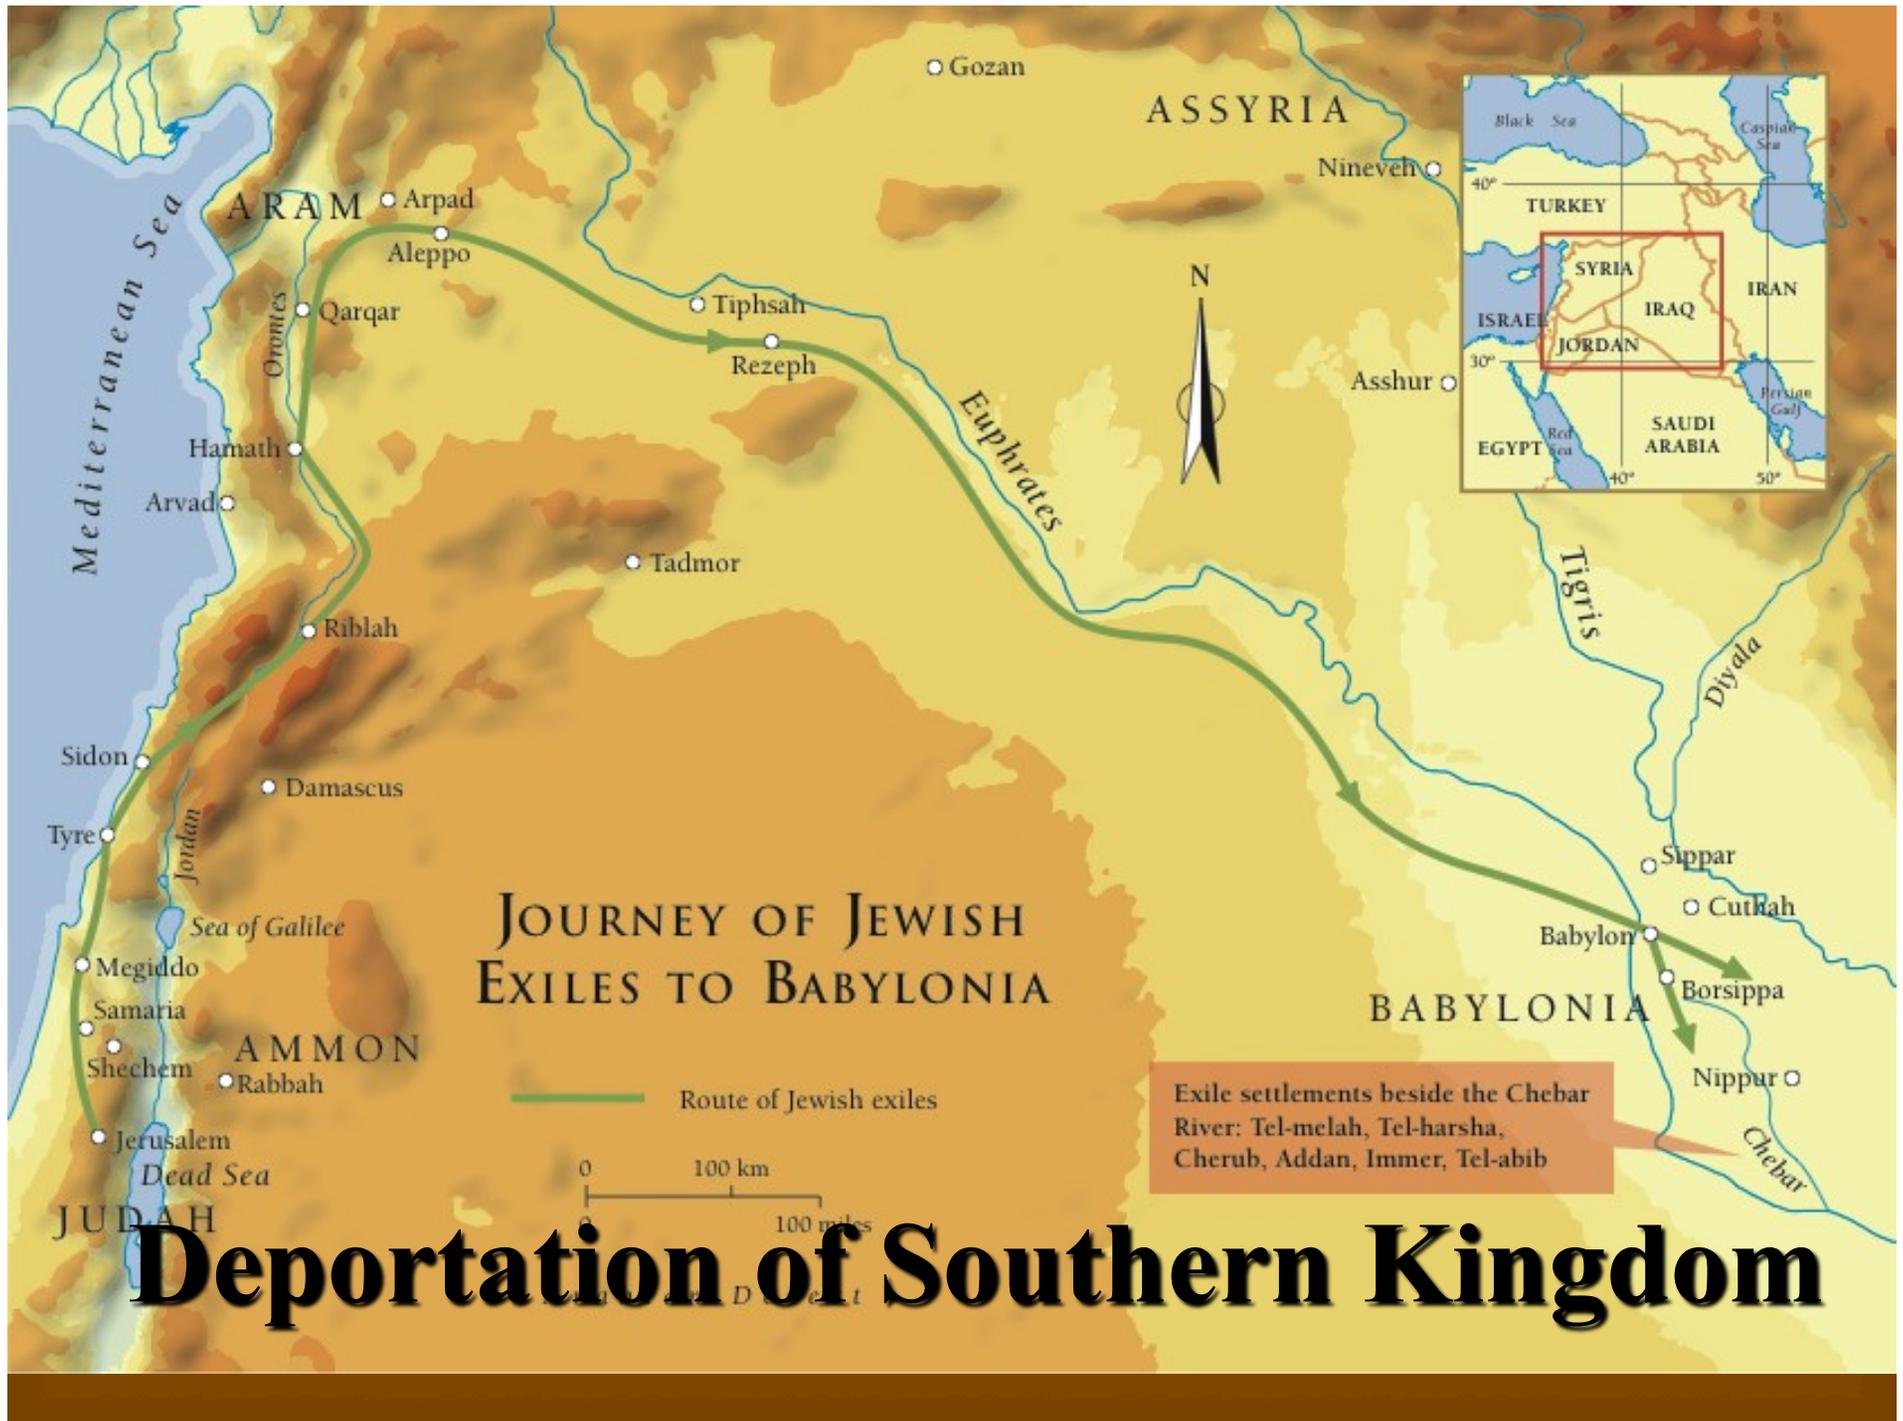 Gozan
ASSYRIA
Nineveh
ARAM
Arpad
Aleppo
Mediterranean Sea
Orontes
Qarqar
Tiphsah
Rezeph
N
Asshur
Euphrates
Hamath
Arvad
Tadmor
Riblah
Tigris
Diyala
Sidon
Damascus
Tyre
Jordan
Sea of Galilee
Megiddo
Samaria
Shechem
AMMON
Rabbah
Jerusalem
Dead Sea
JUDAH
Sippar
Cuthah
Babylon
Borsippa
BABYLONIA
Nippur
Chebar
Black Sea
Caspian
Sea
40°
TURKEY
SYRIA
IRAN
IRAQ
ISRAEL
JORDAN
30°
Persian
Gulf
SAUDI
ARABIA
EGYPT
Red
Sea
40°
50°
JOURNEY OF JEWISH
EXILES TO BABYLONIA
Route of Jewish exiles
0 100 km
0 100 miles
Exile settlements beside the Chebar
River: Tel-melah, Tel-harsha,
Cherub, Addan, Immer, Tel-abib
Deportation of Southern Kingdom